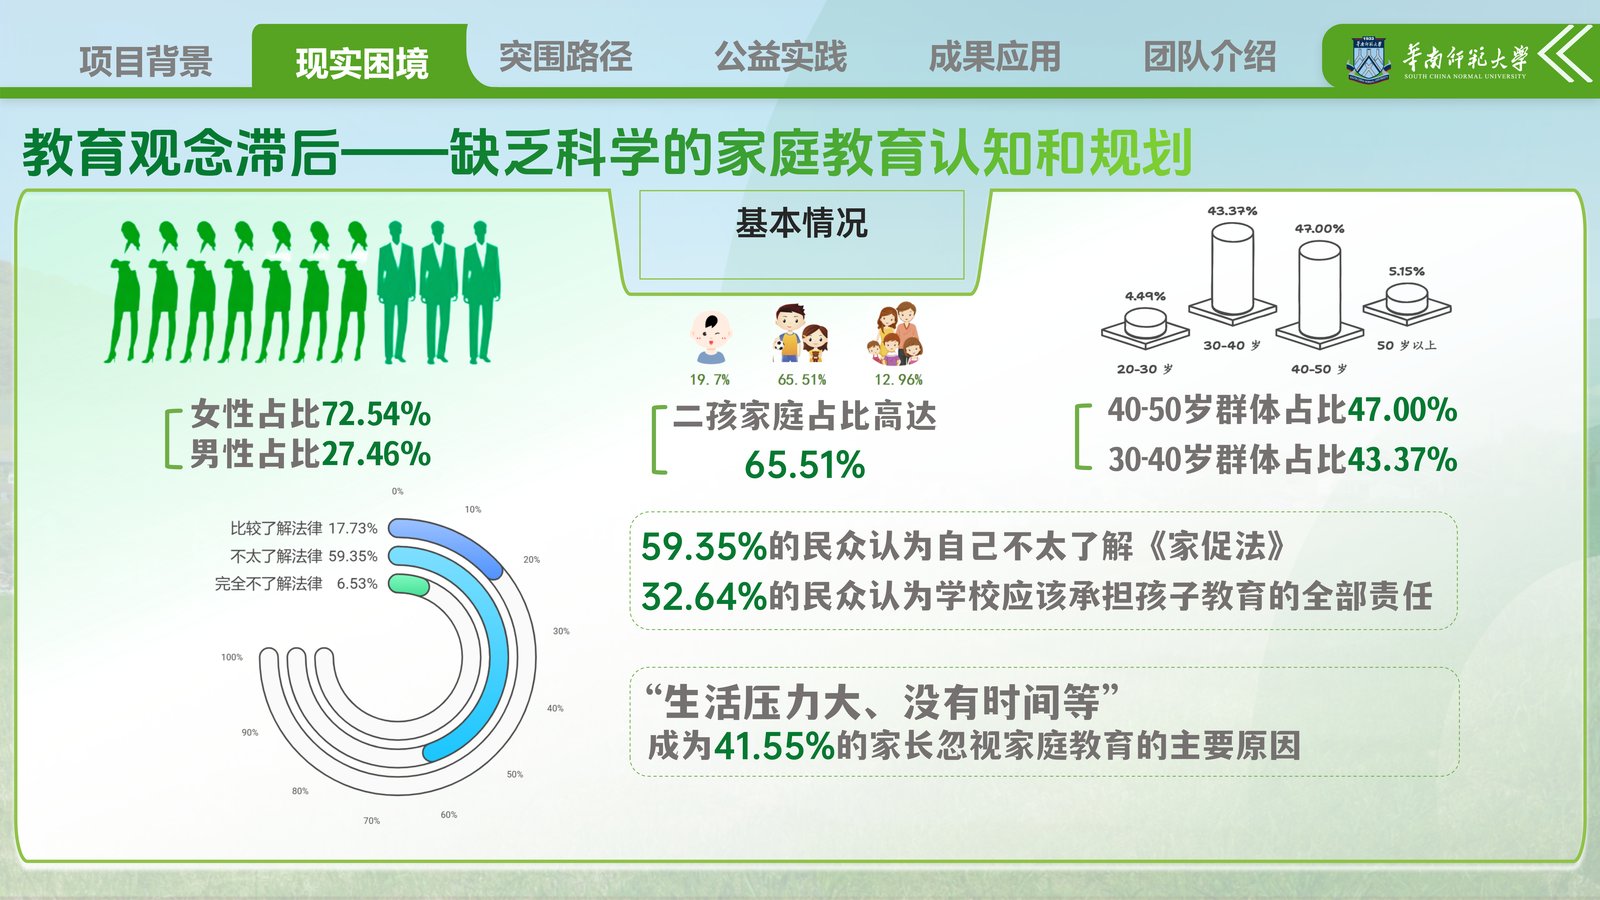 项目背景
现实困境
突围路径
公益实践
成果应用
团队介绍
华南师范大学
SOUTH CHINA NORMAL UNIVERSITY
教育观念滞后——缺乏科学的家庭教育认知和规划
基本情况
女性占比72.54%
男性占比27.46%
19.7%
65.51%
12.96%
二孩家庭占比高达
65.51%
4.49%
43.37%
47.00%
5.15%
20-30 岁
30-40 岁
40-50 岁
50 岁以上
40-50岁群体占比47.00%
30-40岁群体占比43.37%
比较了解法律 17.73%
不太了解法律 59.35%
完全不了解法律 6.53%
0%
10%
20%
30%
40%
50%
60%
70%
80%
90%
100%
59.35%的民众认为自己不太了解《家促法》
32.64%的民众认为学校应该承担孩子教育的全部责任
“生活压力大、没有时间等”
成为41.55%的家长忽视家庭教育的主要原因